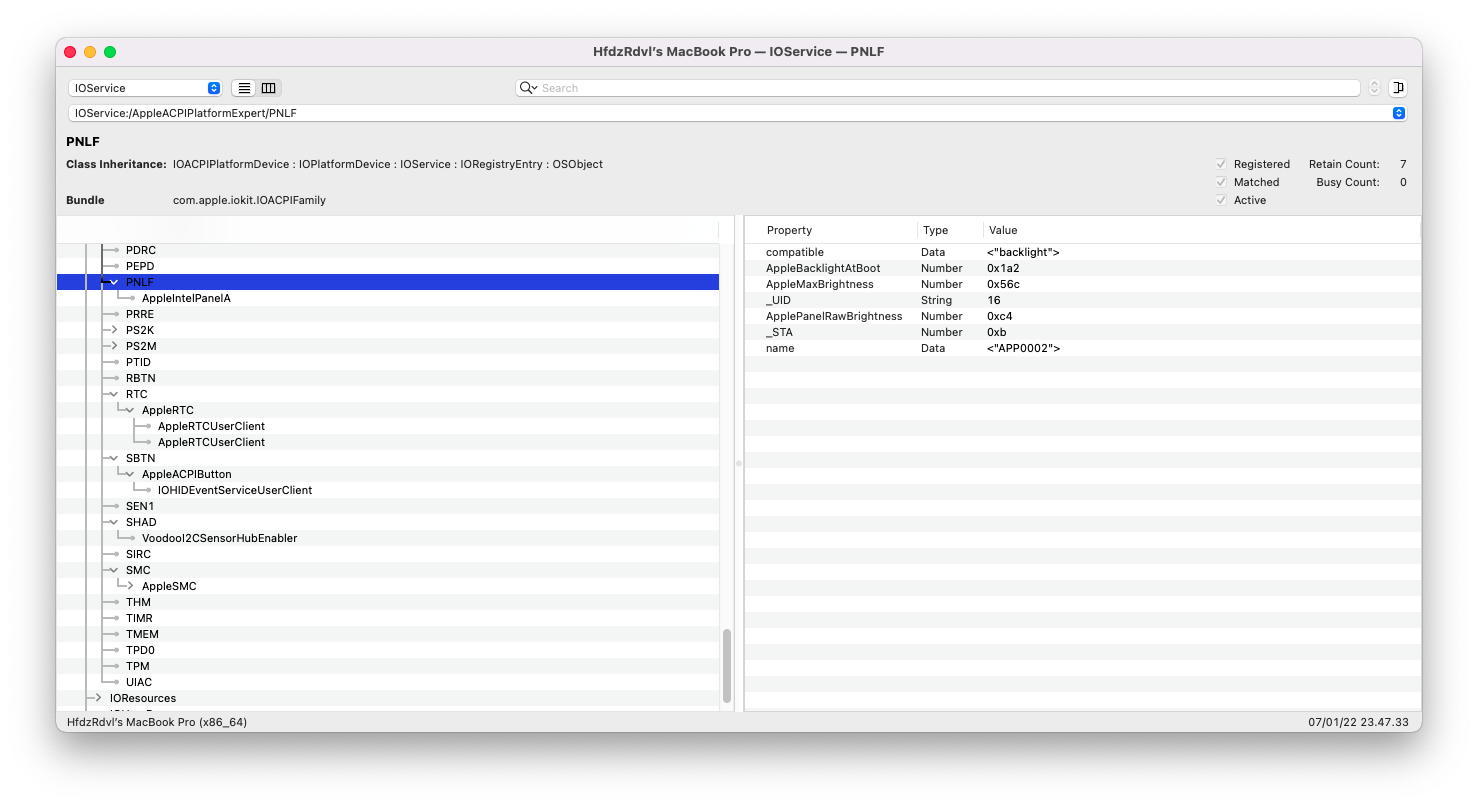 HfdzRdvl's MacBook Pro — IOService — PNLF
IOService
Search
IOService:/AppleACPIPlatformExpert/PNLF
PNLF
Class Inheritance: IOACPIPlatformDevice : IOPlatformDevice : IOService : IORegistryEntry : OSObject
Registered Retain Count: 7
Matched Busy Count: 0
Bundle com.apple.iokit.IOACPIFamily
Active
PDRC
PEPD
PNLF
AppleIntelPanelA
PRRE
PS2K
PS2M
PTID
RBTN
RTC
AppleRTC
AppleRTCUserClient
AppleRTCUserClient
SBTN
AppleACPIButton
IOHIDEventServiceUserClient
SEN1
SHAD
VoodooI2CSensorHubEnabler
SIRC
SMC
AppleSMC
THM
TIMR
TMEM
TPD0
TPM
UIAC
IOResources
Property Type Value
compatible Data <"backlight">
AppleBacklightAtBoot Number 0x1a2
AppleMaxBrightness Number 0x56c
_UID String 16
ApplePanelRawBrightness Number 0xc4
_STA Number 0xb
name Data <"APP0002">
HfdzRdvl's MacBook Pro (x86_64)
07/01/22 23.47.33